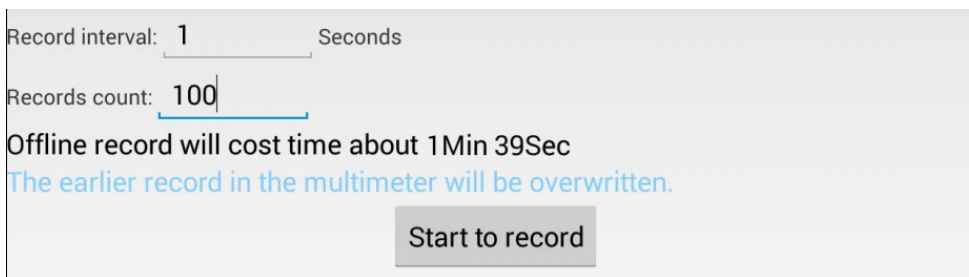 Record interval: 1 Seconds
Records count: 100
Offline record will cost time about 1Min 39Sec
The earlier record in the multimeter will be overwritten.
Start to record